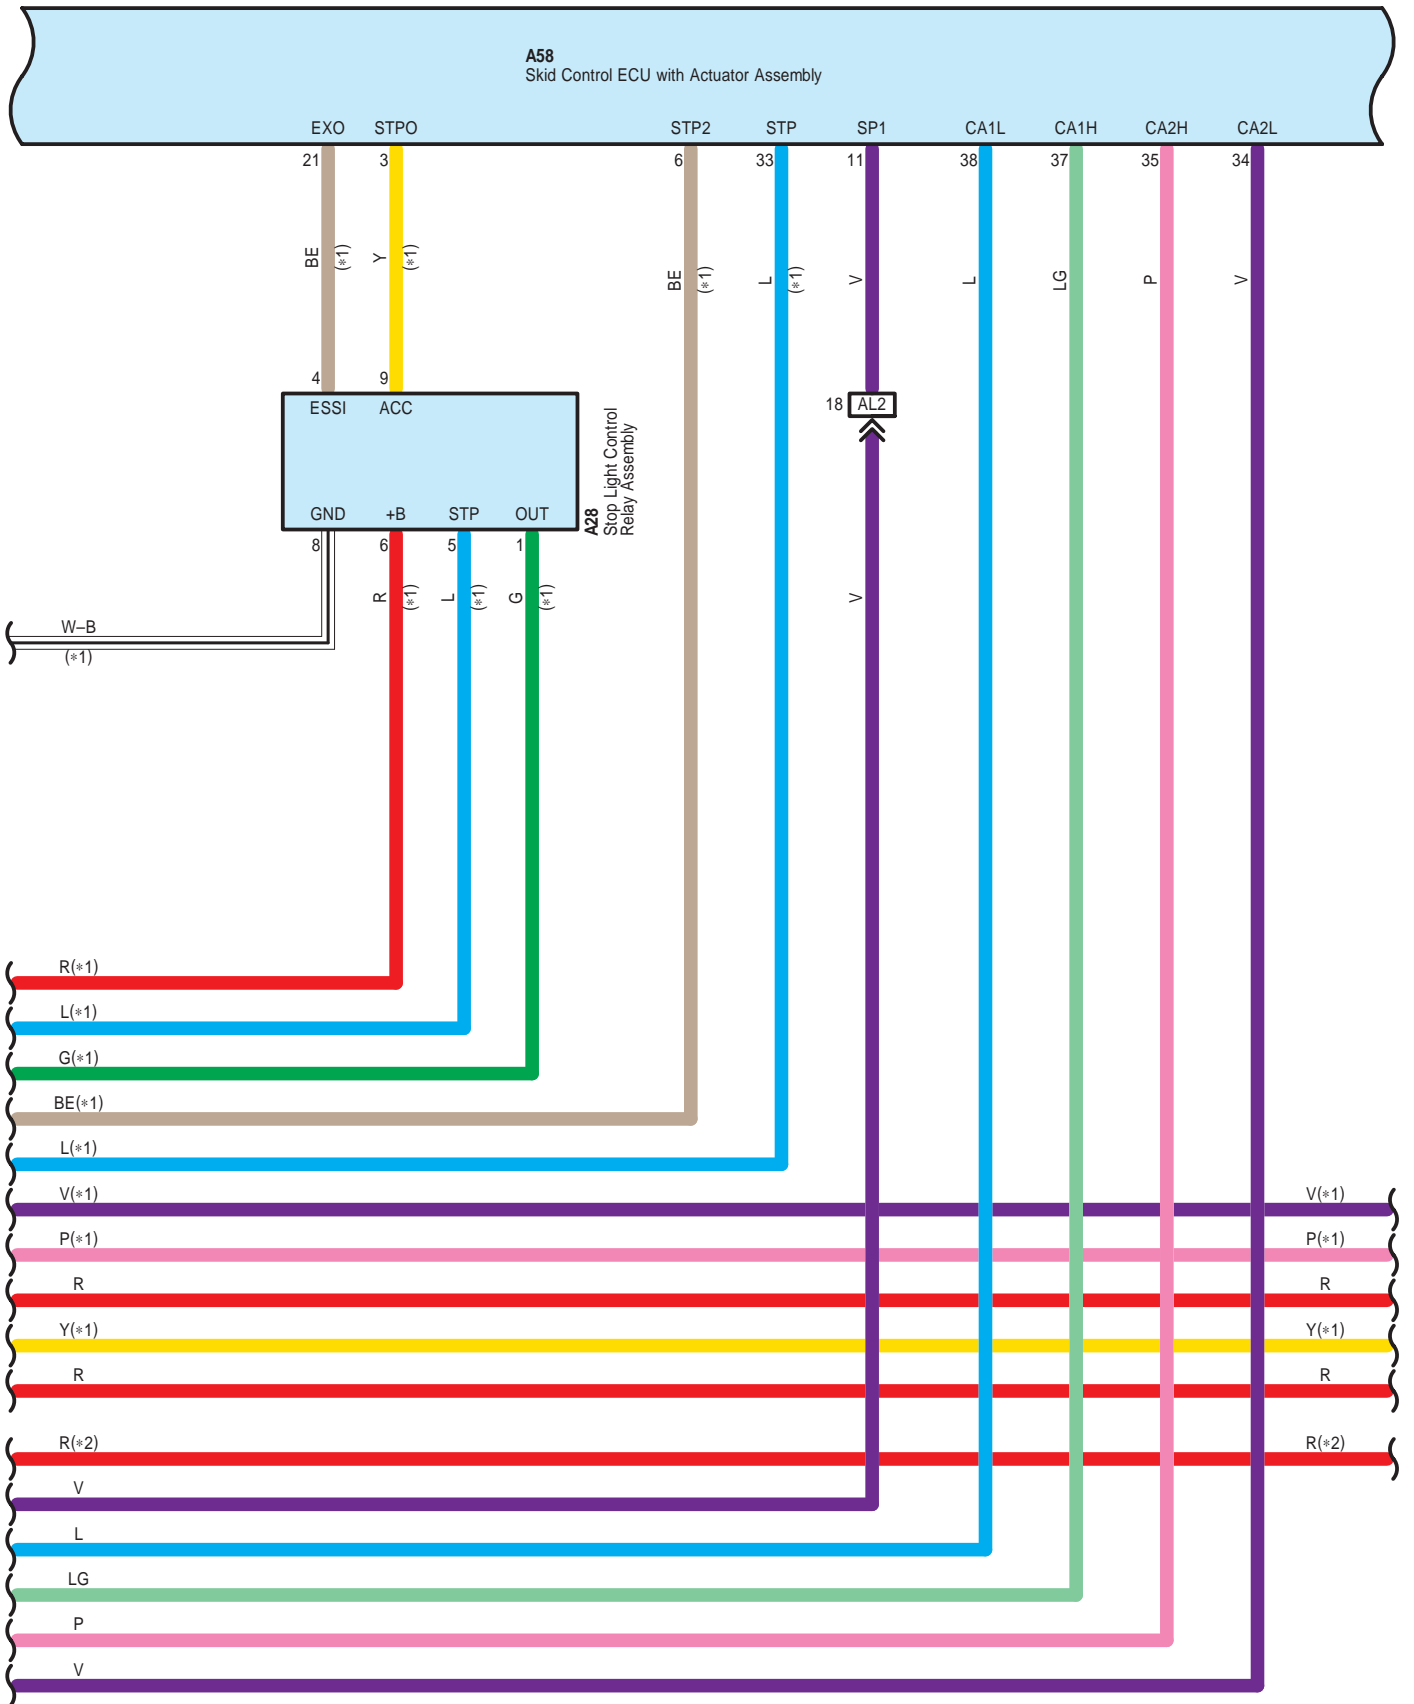 A58
Skid Control ECU with Actuator Assembly
EXO STPO STP2 STP SP1 CA1L CA1H CA2H CA2L
21 3 6 33 11 38 37 35 34
BE (*1) Y (*1) BE (*1) L (*1) V L LG P V
4 9
ESSI ACC
18 AL2
A28
Stop Light Control
Relay Assembly
GND +B STP OUT
8 6 5 1
R (*1) L (*1) G (*1) V
W–B
(*1)
R(*1)
L(*1)
G(*1)
BE(*1)
L(*1)
V(*1) V(*1)
P(*1) P(*1)
R R
Y(*1) Y(*1)
R R
R(*2) R(*2)
V
L
LG
P
V